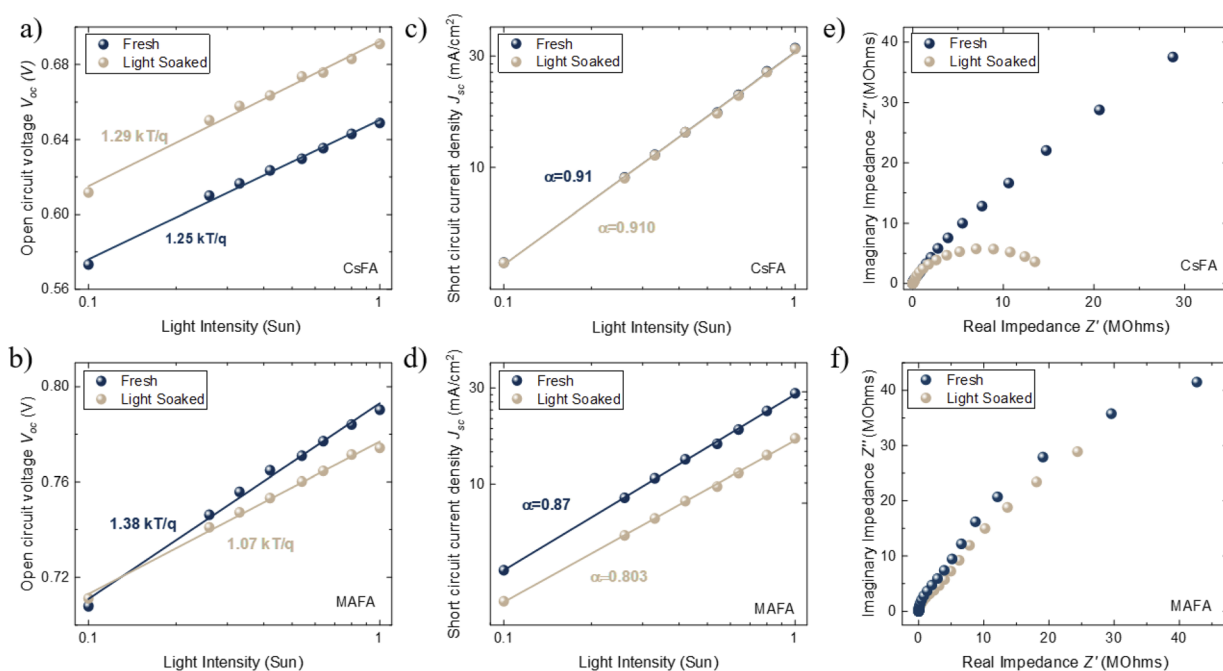 a)
Fresh
Light Soaked
1.29 kT/q
1.25 kT/q
CsFA
0.68
0.64
0.60
0.56
0.1
1
Open circuit voltage Voc (V)
Light Intensity (Sun)
c)
Fresh
Light Soaked
α=0.91
α=0.910
30
10
0.1
1
Short circuit current density Jsc (mA/cm²)
Light Intensity (Sun)
e)
Fresh
Light Soaked
CsFA
40
30
20
10
0
0
10
20
30
Imaginary Impedance -Z'' (MOhms)
Real Impedance Z' (MOhms)
b)
Fresh
Light Soaked
1.38 kT/q
1.07 kT/q
MAFA
0.80
0.76
0.72
0.1
1
Open circuit voltage Voc (V)
Light Intensity (Sun)
d)
Fresh
Light Soaked
α=0.87
α=0.803
30
10
0.1
1
Short circuit current density Jsc (mA/cm²)
Light Intensity (Sun)
f)
Fresh
Light Soaked
MAFA
40
30
20
10
0
0
10
20
30
40
Imaginary Impedance Z'' (MOhms)
Real Impedance Z' (MOhms)